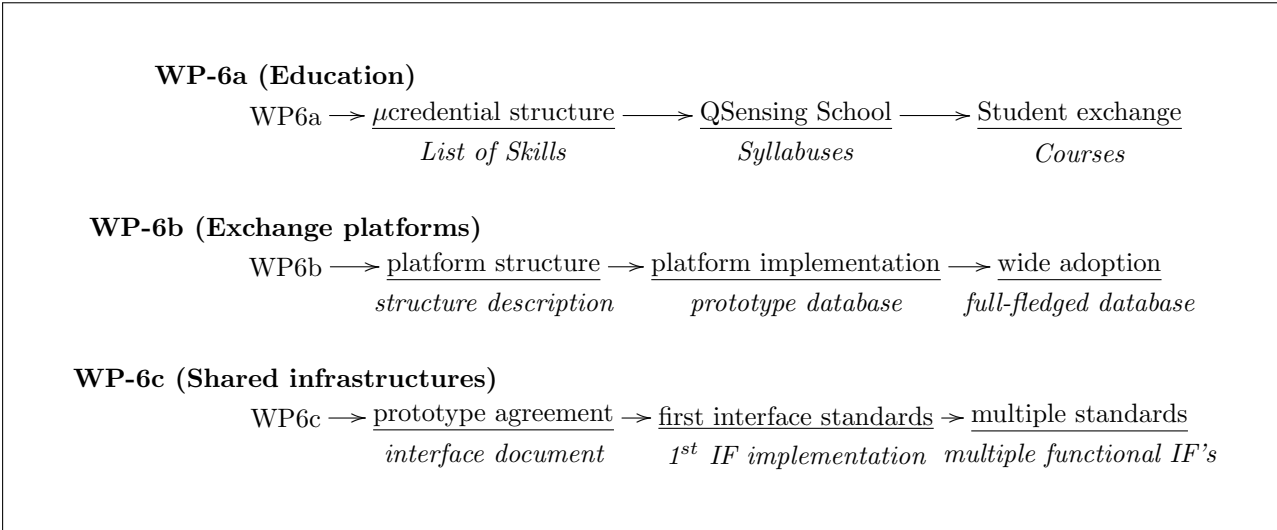 WP-6a (Education)
WP6a → μcredential structure → QSensing School → Student exchange
List of Skills Syllabuses Courses
WP-6b (Exchange platforms)
WP6b → platform structure → platform implementation → wide adoption
structure description prototype database full-fledged database
WP-6c (Shared infrastructures)
WP6c → prototype agreement → first interface standards → multiple standards
interface document 1st IF implementation multiple functional IF's